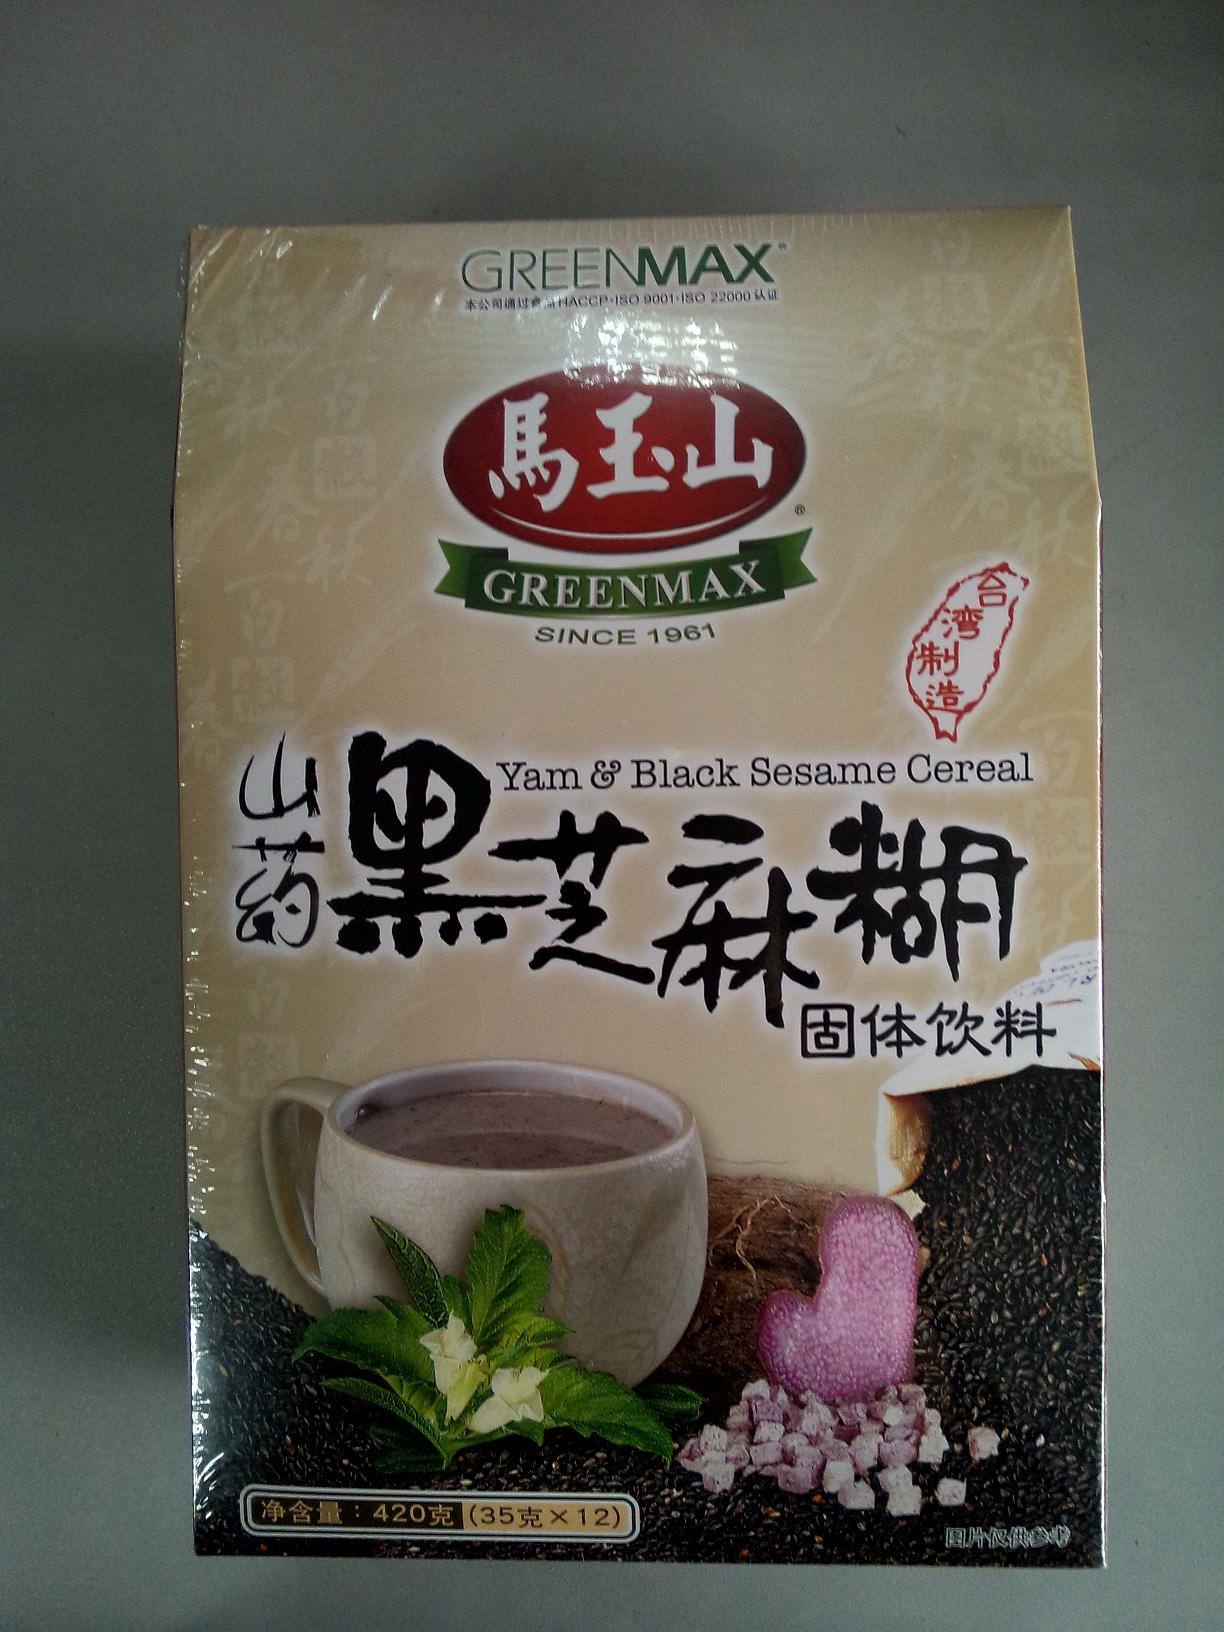 GREENMAX®
本公司通过食品HACCP·ISO 9001·ISO 22000认证
馬玉山®
GREENMAX
SINCE 1961
台湾制造
Yam & Black Sesame Cereal
山药黑芝麻糊
固体饮料
净含量：420克(35克×12)
图片仅供参考